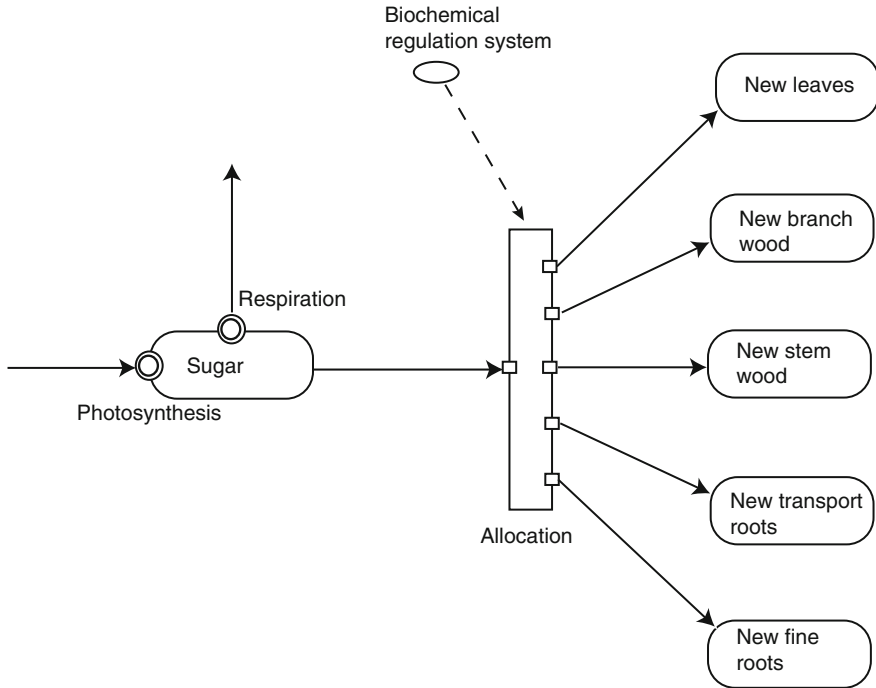 Biochemical
regulation system
New leaves
New branch
wood
Respiration
Sugar
New stem
wood
Photosynthesis
New transport
roots
Allocation
New fine
roots